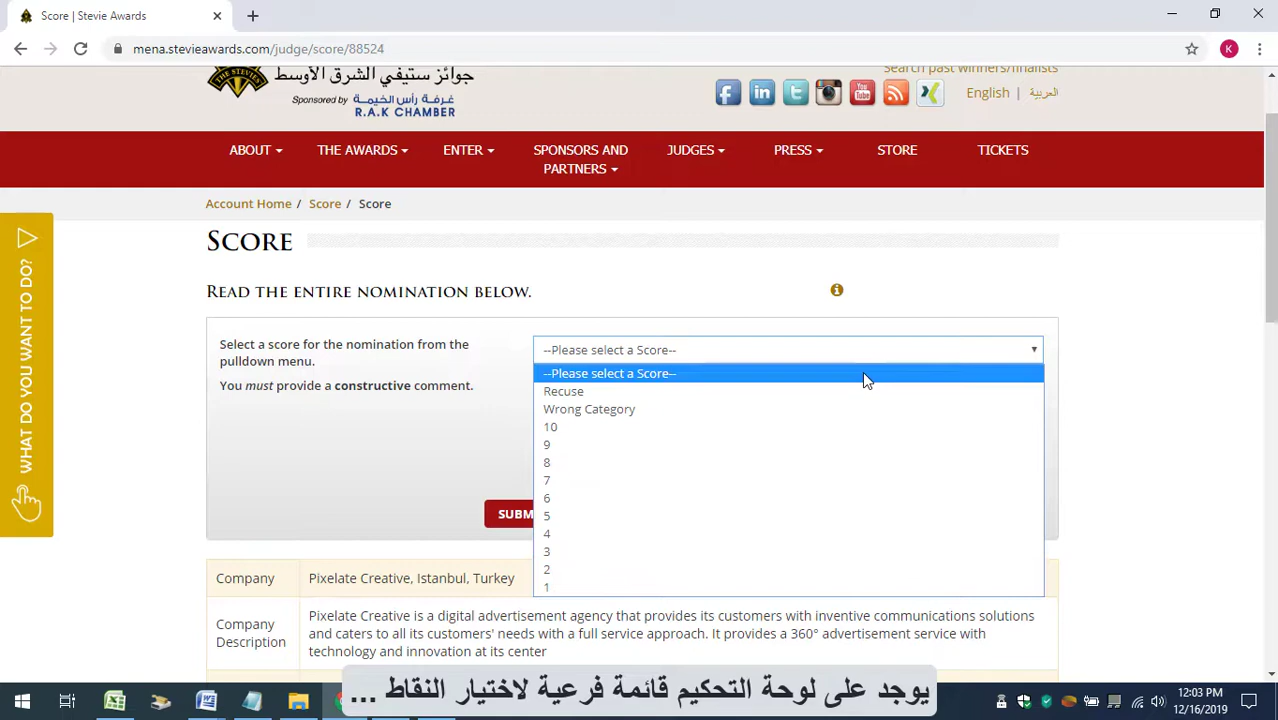 Score | Stevie Awards
mena.stevieawards.com/judge/score/88524
K
THE STEVIES
جوائز ستيفي الشرق الأوسط
Sponsored by غرفة رأس الخيمة
R.A.K CHAMBER
Search past winners/finalists
You Tube
English | العربية
ABOUT
THE AWARDS
ENTER
SPONSORS AND PARTNERS
JUDGES
PRESS
STORE
TICKETS
Account Home / Score / Score
WHAT DO YOU WANT TO DO?
SCORE
READ THE ENTIRE NOMINATION BELOW.
Select a score for the nomination from the
pulldown menu.
You must provide a constructive comment.
--Please select a Score--
--Please select a Score--
Recuse
Wrong Category
10
9
8
7
6
5
4
3
2
1
SUBM
Company Pixelate Creative, Istanbul, Turkey
Company Description
Pixelate Creative is a digital advertisement agency that provides its customers with inventive communications solutions
and caters to all its customers' needs with a full service approach. It provides a 360° advertisement service with
technology and innovation at its center
يوجد على لوحة التحكيم قائمة فرعية لاختيار النقاط ...
12:03 PM
12/16/2019